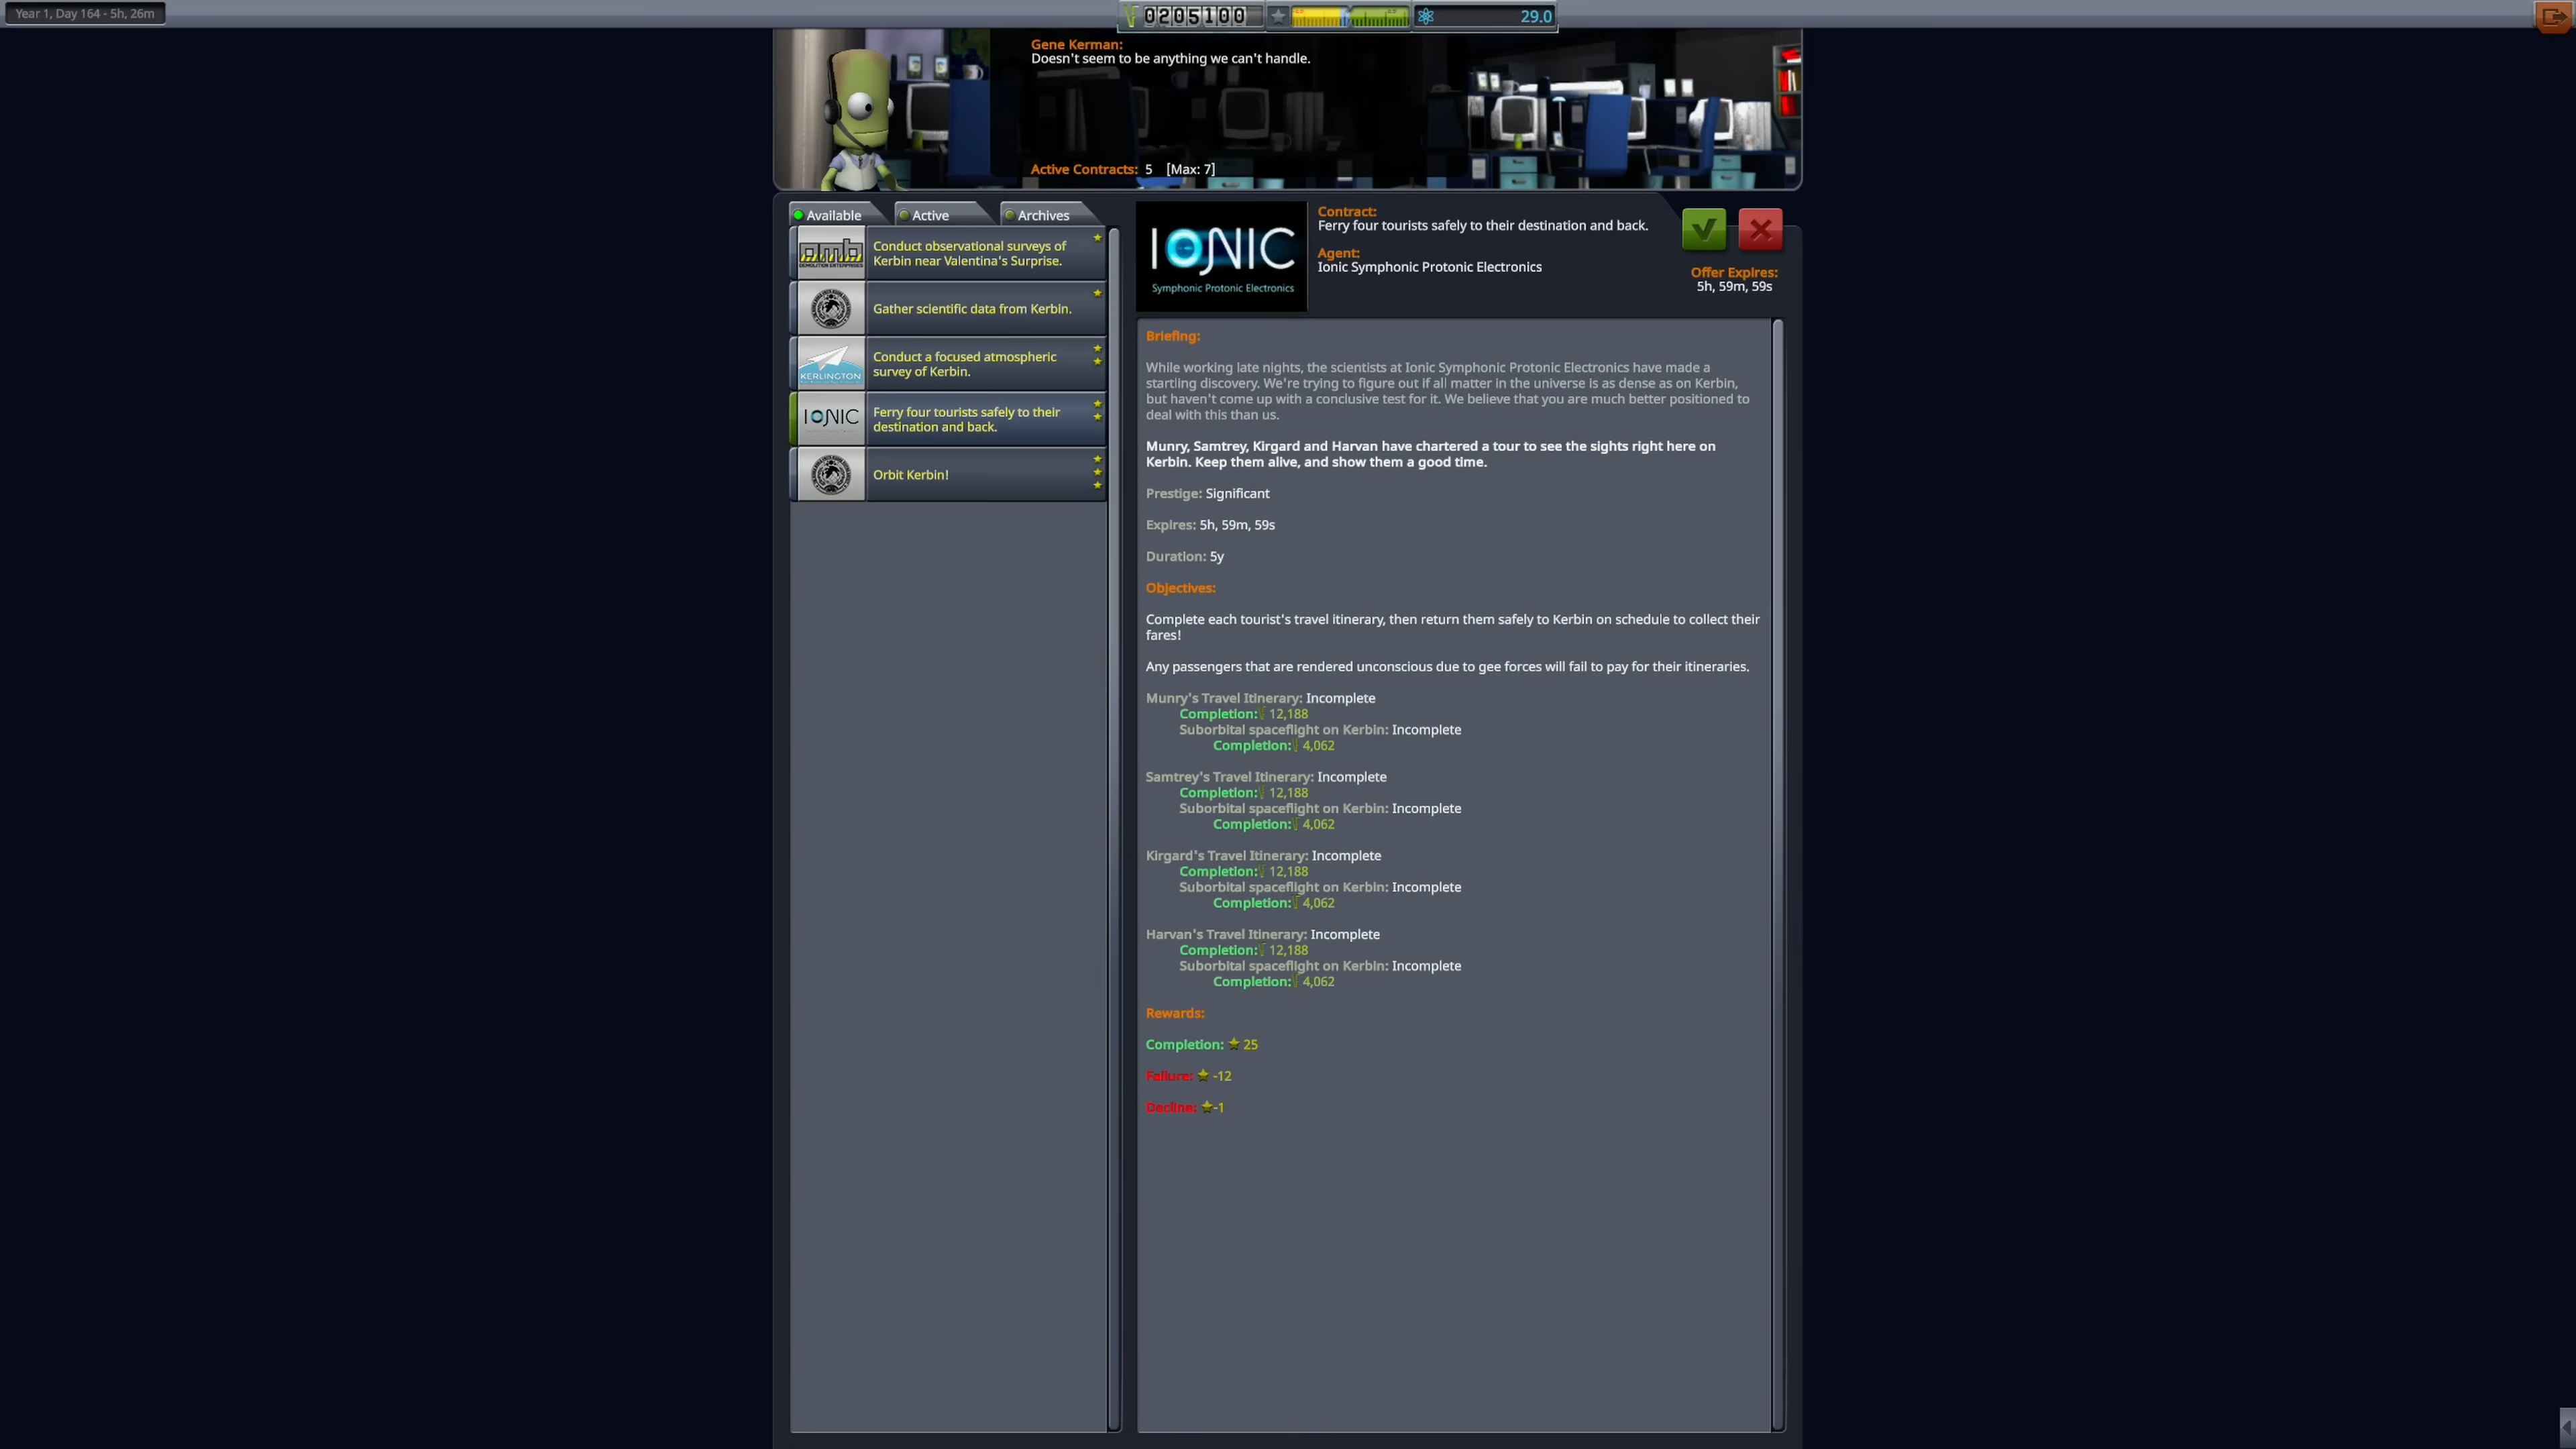 Year 1, Day 164 - 5h, 26m
0205100
29.0
Gene Kerman:
Doesn't seem to be anything we can't handle.
Active Contracts: 5 [Max: 7]
Available
Active
Archives
Conduct observational surveys of
Kerbin near Valentina's Surprise.
Gather scientific data from Kerbin.
KERLINGTON
Conduct a focused atmospheric
survey of Kerbin.
IONIC
Ferry four tourists safely to their
destination and back.
Orbit Kerbin!
IONIC
Symphonic Protonic Electronics
Contract:
Ferry four tourists safely to their destination and back.
Agent:
Ionic Symphonic Protonic Electronics
Offer Expires:
5h, 59m, 59s
Briefing:
While working late nights, the scientists at Ionic Symphonic Protonic Electronics have made a
startling discovery. We're trying to figure out if all matter in the universe is as dense as on Kerbin,
but haven't come up with a conclusive test for it. We believe that you are much better positioned to
deal with this than us.
Munry, Samtrey, Kirgard and Harvan have chartered a tour to see the sights right here on
Kerbin. Keep them alive, and show them a good time.
Prestige: Significant
Expires: 5h, 59m, 59s
Duration: 5y
Objectives:
Complete each tourist's travel itinerary, then return them safely to Kerbin on schedule to collect their
fares!
Any passengers that are rendered unconscious due to gee forces will fail to pay for their itineraries.
Munry's Travel Itinerary: Incomplete
Completion: 12,188
Suborbital spaceflight on Kerbin: Incomplete
Completion: 4,062
Samtrey's Travel Itinerary: Incomplete
Completion: 12,188
Suborbital spaceflight on Kerbin: Incomplete
Completion: 4,062
Kirgard's Travel Itinerary: Incomplete
Completion: 12,188
Suborbital spaceflight on Kerbin: Incomplete
Completion: 4,062
Harvan's Travel Itinerary: Incomplete
Completion: 12,188
Suborbital spaceflight on Kerbin: Incomplete
Completion: 4,062
Rewards:
Completion: 25
Failure: -12
Decline: -1